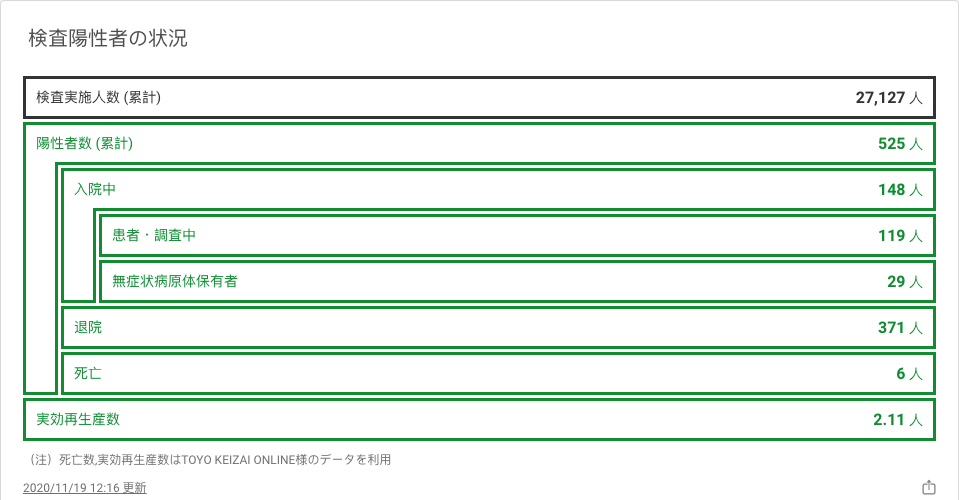 検査陽性者の状況
検査実施人数 (累計) 27,127 人
陽性者数 (累計) 525 人
入院中 148 人
患者・調査中 119 人
無症状病原体保有者 29 人
退院 371 人
死亡 6 人
実効再生産数 2.11 人
（注）死亡数,実効再生産数はTOYO KEIZAI ONLINE様のデータを利用
2020/11/19 12:16 更新